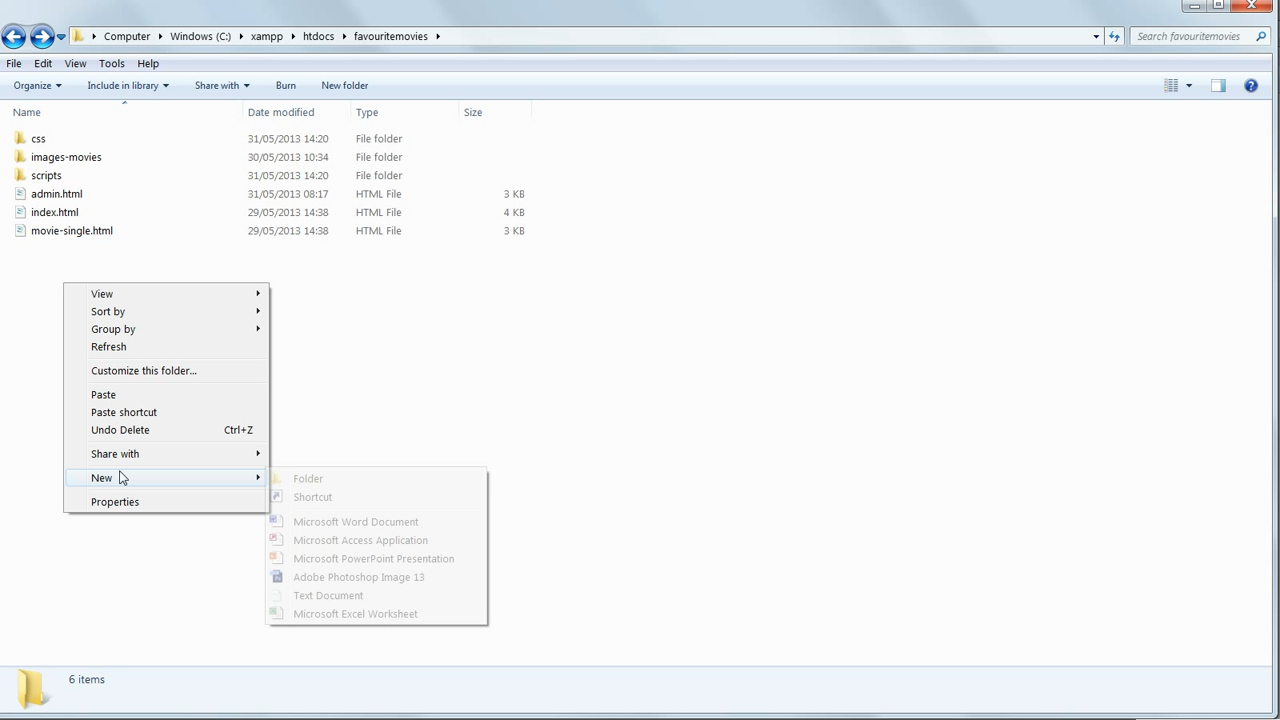 Computer Windows (C:) xampp htdocs favouritemovies Search favouritemovies
File Edit View Tools Help
Organize Include in library Share with Burn New folder
Name Date modified Type Size
css 31/05/2013 14:20 File folder
images-movies 30/05/2013 10:34 File folder
scripts 31/05/2013 14:20 File folder
admin.html 31/05/2013 08:17 HTML File 3 KB
index.html 29/05/2013 14:38 HTML File 4 KB
movie-single.html 29/05/2013 14:38 HTML File 3 KB
View
Sort by
Group by
Refresh
Customize this folder...
Paste
Paste shortcut
Undo Delete Ctrl+Z
Share with
New
Properties
Folder
Shortcut
Microsoft Word Document
Microsoft Access Application
Microsoft PowerPoint Presentation
Adobe Photoshop Image 13
Text Document
Microsoft Excel Worksheet
6 items